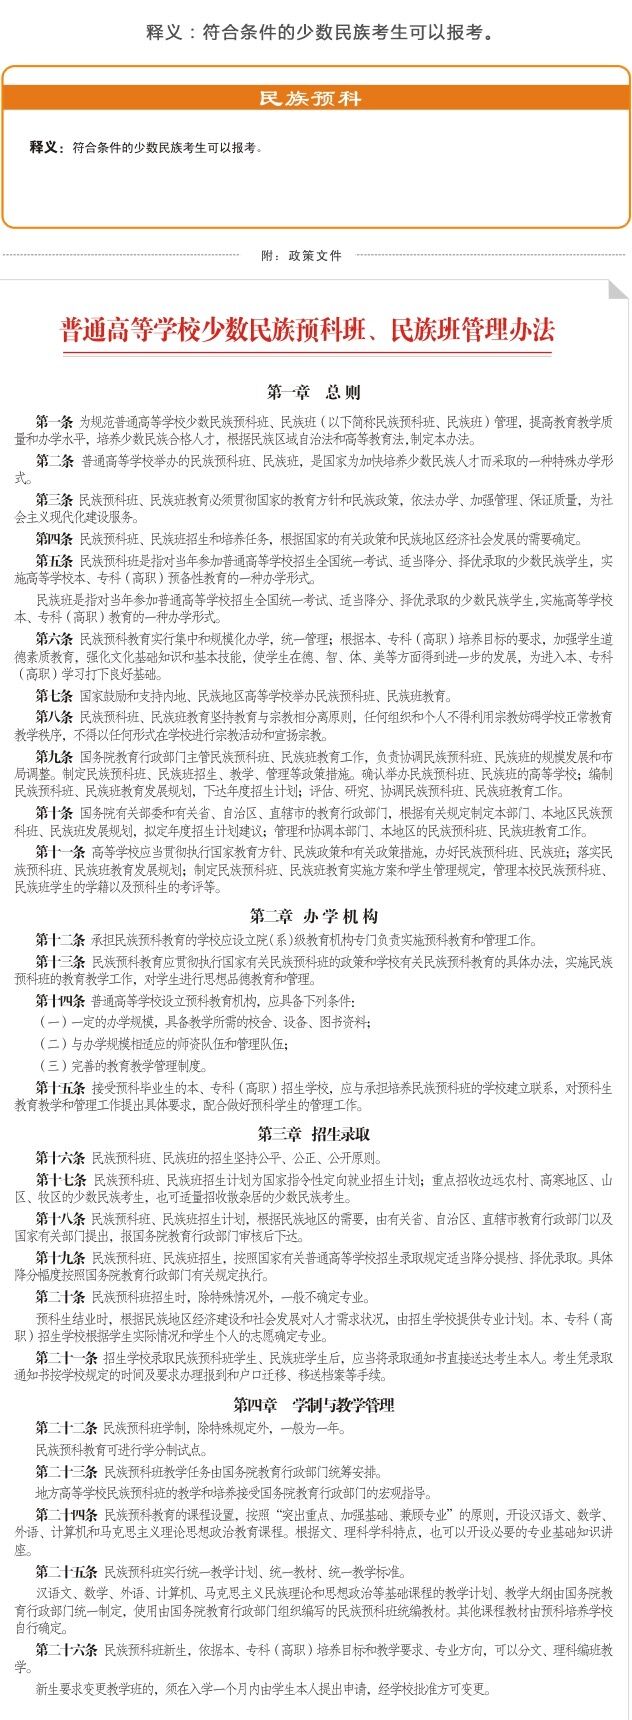 释义：符合条件的少数民族考生可以报考。
民族预科
释义：符合条件的少数民族考生可以报考。
附：政策文件
普通高等学校少数民族预科班、民族班管理办法
第一章 总 则
第一条 为规范普通高等学校少数民族预科班、民族班（以下简称民族预科班、民族班）管理，提高教育教学质
量和办学水平，培养少数民族合格人才，根据民族区域自治法和高等教育法,制定本办法。
第二条 普通高等学校举办的民族预科班、民族班，是国家为加快培养少数民族人才而采取的一种特殊办学形
式。
第三条 民族预科班、民族班教育必须贯彻国家的教育方针和民族政策，依法办学、加强管理、保证质量，为社
会主义现代化建设服务。
第四条 民族预科班、民族班招生和培养任务，根据国家的有关政策和民族地区经济社会发展的需要确定。
第五条 民族预科班是指对当年参加普通高等学校招生全国统一考试、适当降分、择优录取的少数民族学生，实
施高等学校本、专科（高职）预备性教育的一种办学形式。
民族班是指对当年参加普通高等学校招生全国统一考试、适当降分、择优录取的少数民族学生,实施高等学校
本、专科（高职）教育的一种办学形式。
第六条 民族预科教育实行集中和规模化办学，统一管理；根据本、专科（高职）培养目标的要求，加强学生道
德素质教育，强化文化基础知识和基本技能，使学生在德、智、体、美等方面得到进一步的发展，为进入本、专科
（高职）学习打下良好基础。
第七条 国家鼓励和支持内地、民族地区高等学校举办民族预科班、民族班教育。
第八条 民族预科班、民族班教育坚持教育与宗教相分离原则，任何组织和个人不得利用宗教妨碍学校正常教育
教学秩序，不得以任何形式在学校进行宗教活动和宣扬宗教。
第九条 国务院教育行政部门主管民族预科班、民族班教育工作，负责协调民族预科班、民族班的规模发展和布
局调整。制定民族预科班、民族班招生、教学、管理等政策措施。确认举办民族预科班、民族班的高等学校；编制
民族预科班、民族班教育发展规划，下达年度招生计划；评估、研究、协调民族预科班、民族班教育工作。
第十条 国务院有关部委和有关省、自治区、直辖市的教育行政部门，根据有关规定制定本部门、本地区民族预
科班、民族班发展规划，拟定年度招生计划建议；管理和协调本部门、本地区的民族预科班、民族班教育工作。
第十一条 高等学校应当贯彻执行国家教育方针、民族政策和有关政策措施，办好民族预科班、民族班；落实民
族预科班、民族班教育发展规划；制定民族预科班、民族班教育实施方案和学生管理规定，管理本校民族预科班、
民族班学生的学籍以及预科生的考评等。
第二章 办 学 机 构
第十二条 承担民族预科教育的学校应设立院(系)级教育机构专门负责实施预科教育和管理工作。
第十三条 民族预科教育应贯彻执行国家有关民族预科班的政策和学校有关民族预科教育的具体办法，实施民族
预科班的教育教学工作，对学生进行思想品德教育和管理。
第十四条 普通高等学校设立预科教育机构，应具备下列条件：
（一）一定的办学规模，具备教学所需的校舍、设备、图书资料；
（二）与办学规模相适应的师资队伍和管理队伍；
（三）完善的教育教学管理制度。
第十五条 接受预科毕业生的本、专科（高职）招生学校，应与承担培养民族预科班的学校建立联系，对预科生
教育教学和管理工作提出具体要求，配合做好预科学生的管理工作。
第三章 招生录取
第十六条 民族预科班、民族班的招生坚持公平、公正、公开原则。
第十七条 民族预科班、民族班招生计划为国家指令性定向就业招生计划；重点招收边远农村、高寒地区、山
区、牧区的少数民族考生，也可适量招收散杂居的少数民族考生。
第十八条 民族预科班、民族班招生计划，根据民族地区的需要，由有关省、自治区、直辖市教育行政部门以及
国家有关部门提出，报国务院教育行政部门审核后下达。
第十九条 民族预科班、民族班招生，按照国家有关普通高等学校招生录取规定适当降分提档、择优录取。具体
降分幅度按照国务院教育行政部门有关规定执行。
第二十条 民族预科班招生时，除特殊情况外，一般不确定专业。
预科生结业时，根据民族地区经济建设和社会发展对人才需求状况，由招生学校提供专业计划。本、专科（高
职）招生学校根据学生实际情况和学生个人的志愿确定专业。
第二十一条 招生学校录取民族预科班学生、民族班学生后，应当将录取通知书直接送达考生本人。考生凭录取
通知书按学校规定的时间及要求办理报到和户口迁移、移送档案等手续。
第四章 学制与教学管理
第二十二条 民族预科班学制，除特殊规定外，一般为一年。
民族预科教育可进行学分制试点。
第二十三条 民族预科班教学任务由国务院教育行政部门统筹安排。
地方高等学校民族预科班的教学和培养接受国务院教育行政部门的宏观指导。
第二十四条 民族预科教育的课程设置，按照“突出重点、加强基础、兼顾专业”的原则，开设汉语文、数学、
外语、计算机和马克思主义理论思想政治教育课程。根据文、理科学科特点，也可以开设必要的专业基础知识讲
座。
第二十五条 民族预科班实行统一教学计划、统一教材、统一教学标准。
汉语文、数学、外语、计算机、马克思主义民族理论和思想政治等基础课程的教学计划、教学大纲由国务院教
育行政部门统一制定，使用由国务院教育行政部门组织编写的民族预科班统编教材。其他课程教材由预科培养学校
自行确定。
第二十六条 民族预科班新生，依据本、专科（高职）培养目标和教学要求、专业方向，可以分文、理科编班教
学。
新生要求变更教学班的，须在入学一个月内由学生本人提出申请，经学校批准方可变更。